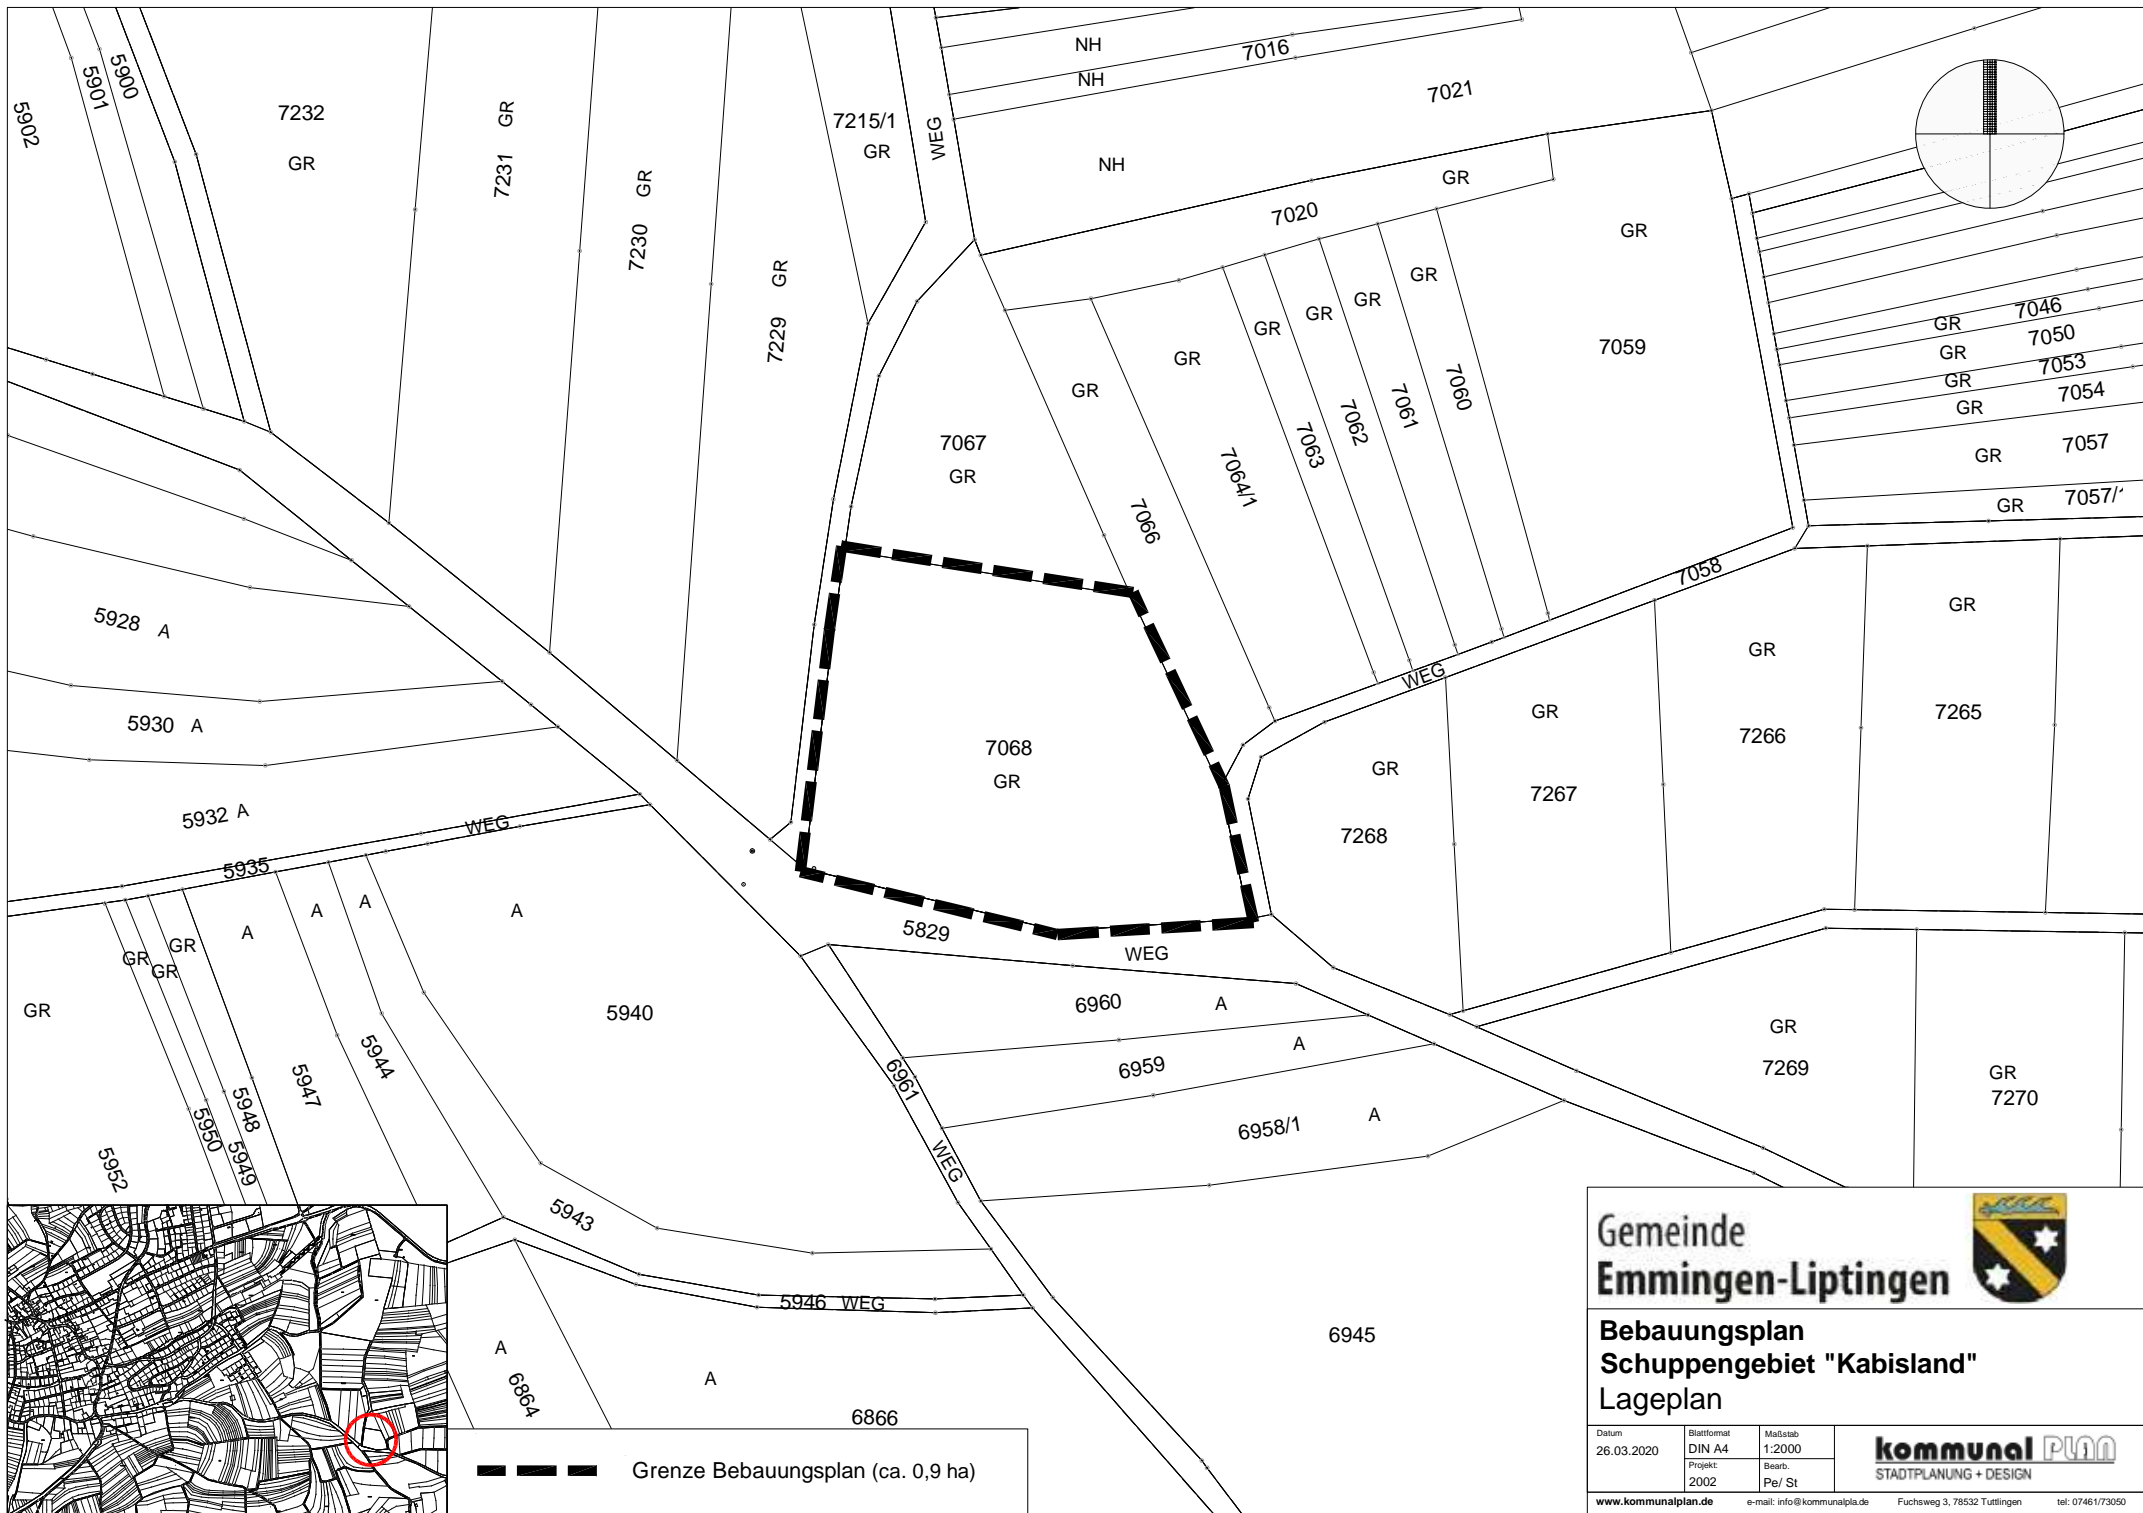 5902
5901
5900
7232
GR
7231 GR
7230 GR
7229 GR
7215/1
GR
WEG
NH
7016
NH
7021
NH
GR
7020
GR
7059
GR
GR
GR
GR
GR
GR
7067
GR
7066
7064/1
7063
7062
7061
7060
GR 7046
GR 7050
GR 7053
GR 7054
GR 7057
GR 7057/
7058
WEG
5928 A
5930 A
5932 A
WEG
5935
7068
GR
GR
7268
GR
7267
GR
7266
GR
7265
5829
WEG
A
A
A
A
GR
GR
GR
GR
5940
6960 A
6959 A
6958/1 A
6961
WEG
GR
7269
GR
7270
5952
5950
5949
5948
5947
5944
5943
5946 WEG
A
6864
A
6866
6945
Grenze Bebauungsplan (ca. 0,9 ha)
Gemeinde
Emmingen-Liptingen
Bebauungsplan
Schuppengebiet "Kabisland"
Lageplan
Datum
26.03.2020
Blattformat
DIN A4
Maßstab
1:2000
Projekt:
2002
Bearb.
Pe/ St
kommunal PLAN
STADTPLANUNG + DESIGN
www.kommunalplan.de e-mail: info@kommunalpla.de Fuchsweg 3, 78532 Tuttlingen tel: 07461/73050